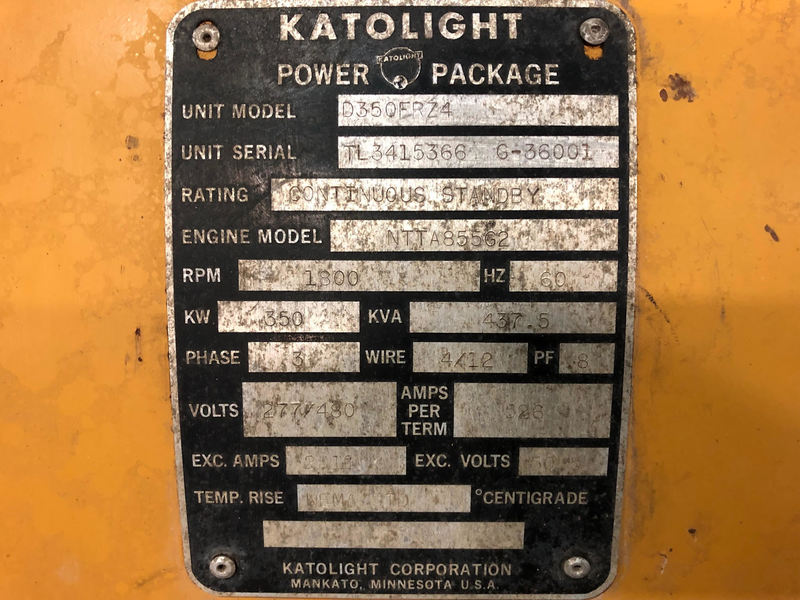 KATOLIGHT
POWER KATOLIGHT PACKAGE
UNIT MODEL D350FRZ4
UNIT SERIAL TL3415366 G-36001
RATING CONTINUOUS STANDBY
ENGINE MODEL NTTA855G2
RPM 1800 HZ 60
KW 350 KVA 437.5
PHASE 3 WIRE 4/12 PF .8
VOLTS 277/480 AMPS PER TERM 526
EXC. AMPS EXC. VOLTS
TEMP. RISE NEMA °CENTIGRADE
KATOLIGHT CORPORATION
MANKATO, MINNESOTA U.S.A.